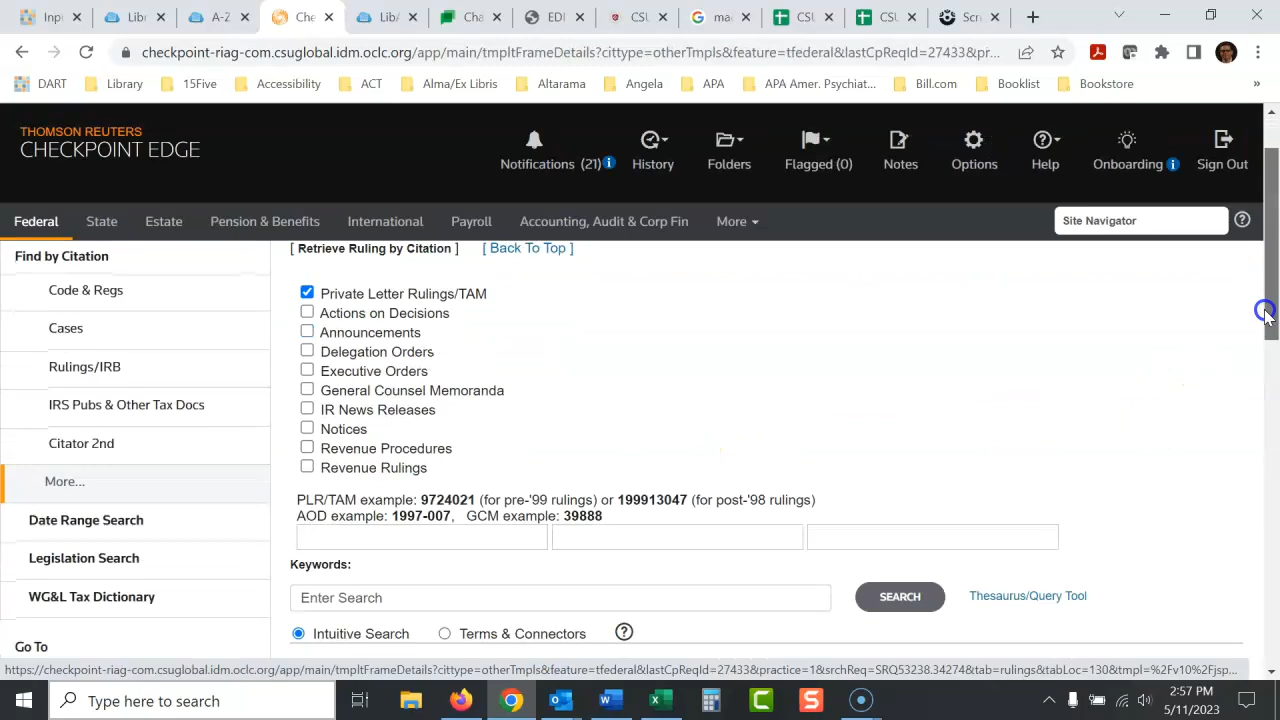 Inp
Lib
A-Z
Che
Lib/
Cha
EDI
CSU
ma
CSL
CSL
Scr
checkpoint-riag-com.csuglobal.idm.oclc.org/app/main/tmpltFrameDetails?cittype=otherTmpls&feature=tfederal&lastCpReqId=27433&pr...
DART Library 15Five Accessibility ACT Alma/Ex Libris Altarama Angela APA APA Amer. Psychiat... Bill.com Booklist Bookstore »
THOMSON REUTERS
CHECKPOINT EDGE
Notifications (21) History Folders Flagged (0) Notes Options Help Onboarding Sign Out
Federal State Estate Pension & Benefits International Payroll Accounting, Audit & Corp Fin More Site Navigator
Find by Citation
Code & Regs
Cases
Rulings/IRB
IRS Pubs & Other Tax Docs
Citator 2nd
More...
Date Range Search
Legislation Search
WG&L Tax Dictionary
Go To
[ Retrieve Ruling by Citation ] [ Back To Top ]
Private Letter Rulings/TAM
Actions on Decisions
Announcements
Delegation Orders
Executive Orders
General Counsel Memoranda
IR News Releases
Notices
Revenue Procedures
Revenue Rulings
PLR/TAM example: 9724021 (for pre-'99 rulings) or 199913047 (for post-'98 rulings)
AOD example: 1997-007, GCM example: 39888
Keywords:
Enter Search SEARCH Thesaurus/Query Tool
Intuitive Search Terms & Connectors
https://checkpoint-riag-com.csuglobal.idm.oclc.org/app/main/tmpltFrameDetails?cittype=otherTmpls&feature=tfederal&lastCpReqId=27433&practice=1&srchReq=SRQ53238.34274&tab=rulings&tabLoc=130&tmpl=%2Fv10%2Fjsp...
Type here to search
2:57 PM
5/11/2023